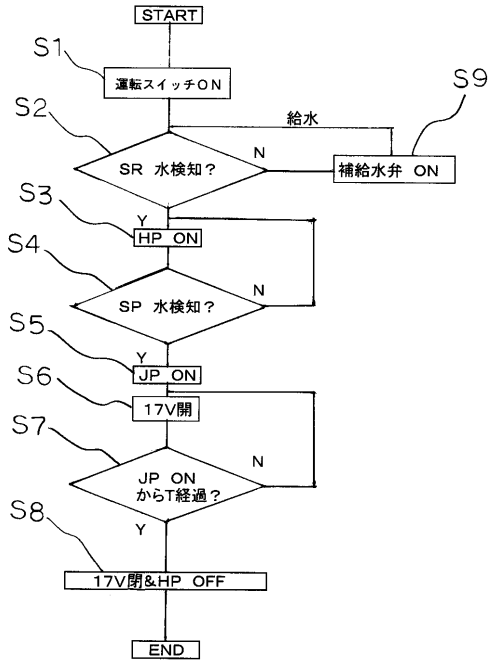 START
S1
運転スイッチON
S9
S2
給水
SR 水検知?
N
補給水弁 ON
S3
Y
HP ON
S4
SP 水検知?
N
S5
Y
JP ON
S6
17V開
S7
JP ON
からT経過?
N
S8
Y
17V閉&HP OFF
END